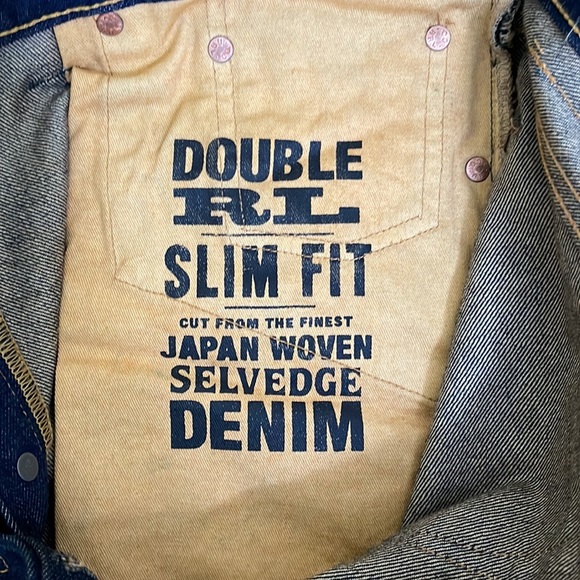 DOUBLE
RL
SLIM FIT
CUT FROM THE FINEST
JAPAN WOVEN
SELVEDGE
DENIM